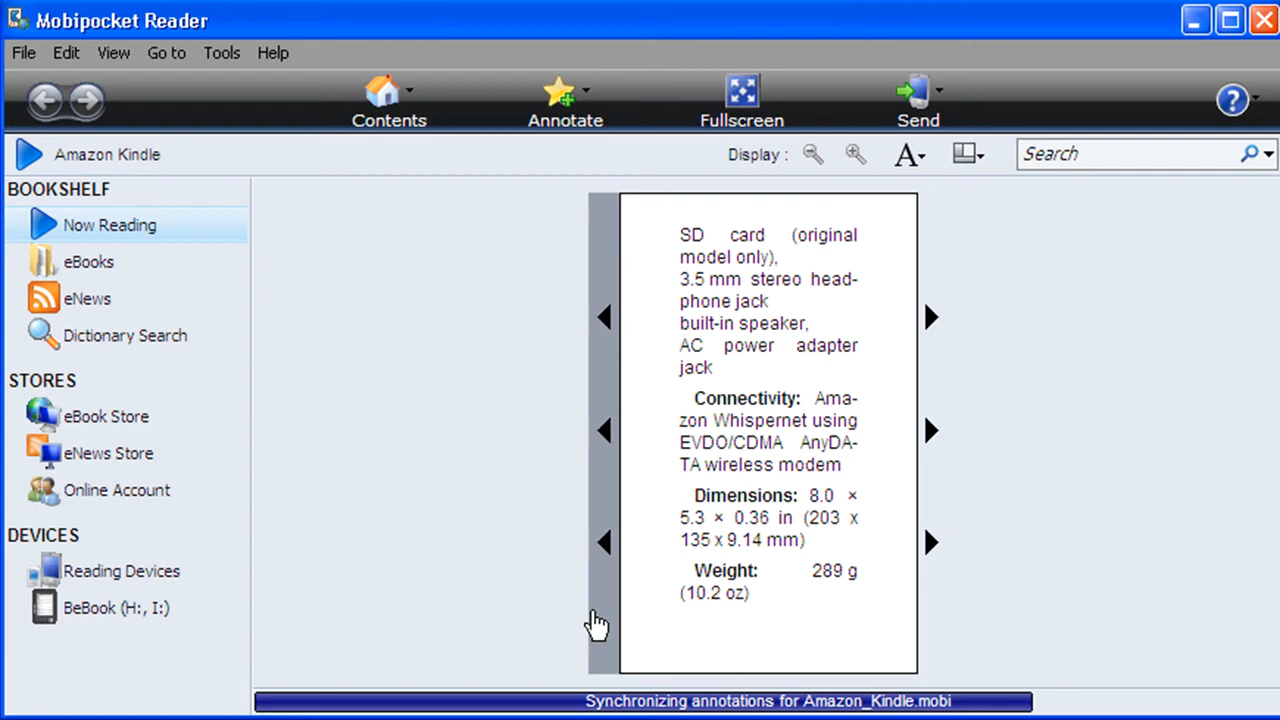 Mobipocket Reader
File Edit View Go to Tools Help
Contents Annotate Fullscreen Send
?
Amazon Kindle
Display : A Search
BOOKSHELF
Now Reading
eBooks
eNews
Dictionary Search
STORES
eBook Store
eNews Store
Online Account
DEVICES
Reading Devices
BeBook (H:, I:)
SD card (original
model only),
3.5 mm stereo head-
phone jack
built-in speaker,
AC power adapter
jack
Connectivity: Ama-
zon Whispernet using
EVDO/CDMA AnyDA-
TA wireless modem
Dimensions: 8.0 ×
5.3 × 0.36 in (203 x
135 x 9.14 mm)
Weight: 289 g
(10.2 oz)
Synchronizing annotations for Amazon_Kindle.mobi